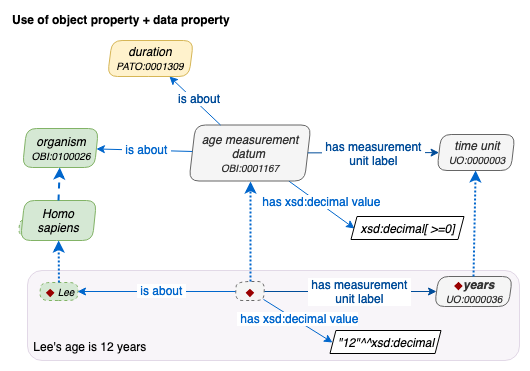 Use of object property + data property
duration
PATO:0001309
is about
organism
OBI:0100026
is about
age measurement
datum
OBI:0001167
has measurement
unit label
time unit
UO:0000003
has xsd:decimal value
xsd:decimal[ >=0]
Homo
sapiens
Lee
is about
has measurement
unit label
years
UO:0000036
has xsd:decimal value
"12"^^xsd:decimal
Lee's age is 12 years